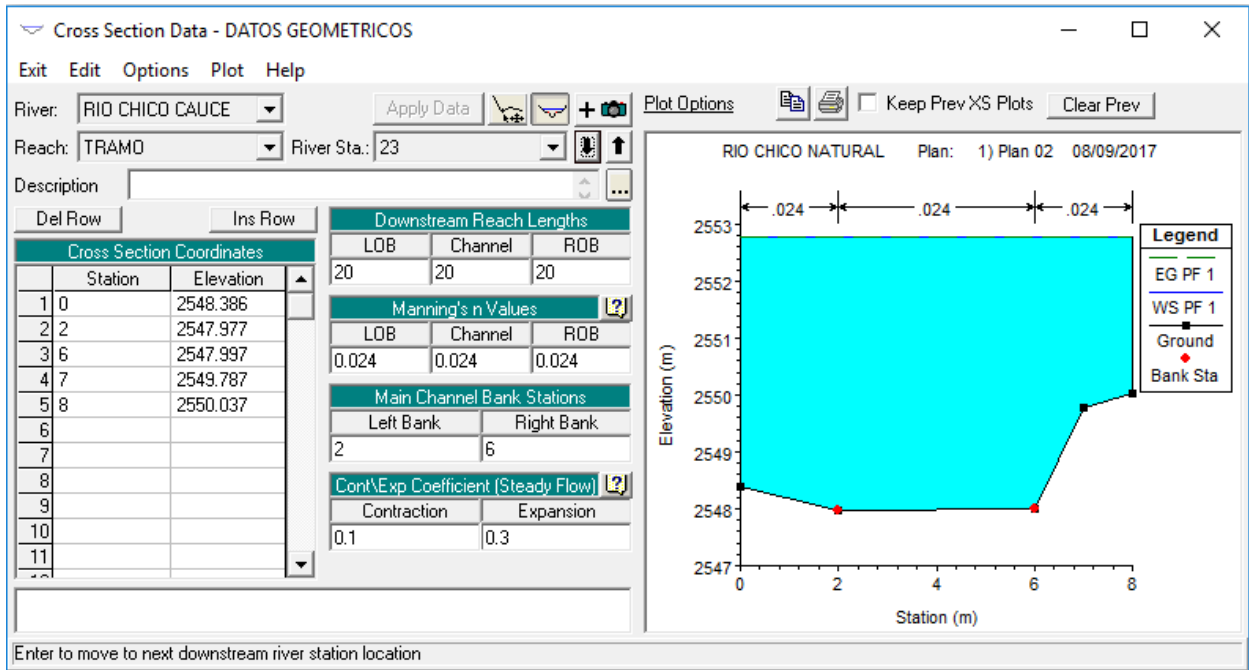 Cross Section Data - DATOS GEOMETRICOS
Exit Edit Options Plot Help
River: RIO CHICO CAUCE Apply Data
Reach: TRAMO River Sta.: 23
Description ...
Del Row Ins Row
Cross Section Coordinates
Station Elevation
1 0 2548.386
2 2 2547.977
3 6 2547.997
4 7 2549.787
5 8 2550.037
6
7
8
9
10
11
Downstream Reach Lengths
LOB Channel ROB
20 20 20
Manning's n Values
LOB Channel ROB
0.024 0.024 0.024
Main Channel Bank Stations
Left Bank Right Bank
2 6
Cont\Exp Coefficient (Steady Flow)
Contraction Expansion
0.1 0.3
Plot Options Keep Prev XS Plots Clear Prev
RIO CHICO NATURAL Plan: 1) Plan 02 08/09/2017
.024 .024 .024
2553
2552
2551
2550
2549
2548
2547
Elevation (m)
0 2 4 6 8
Station (m)
Legend
EG PF 1
WS PF 1
Ground
Bank Sta
Enter to move to next downstream river station location